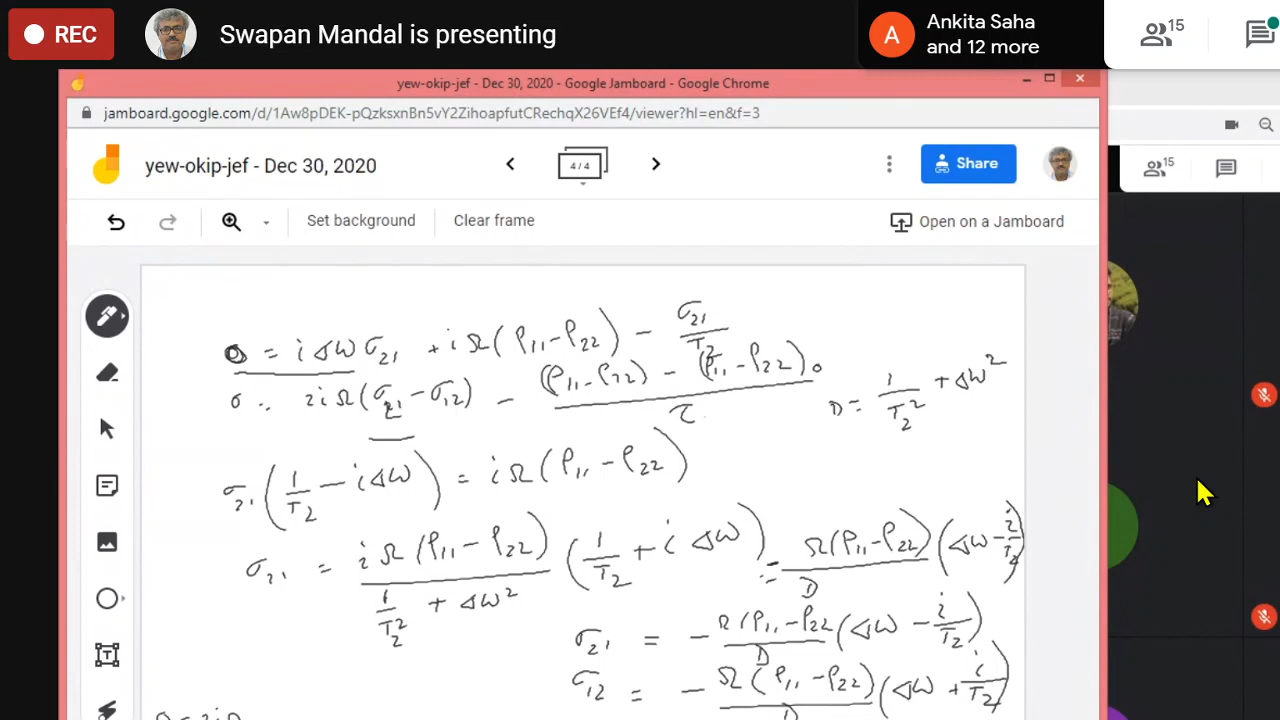 REC
Swapan Mandal is presenting
A
Ankita Saha
and 12 more
15
yew-okip-jef - Dec 30, 2020 - Google Jamboard - Google Chrome
jamboard.google.com/d/1Aw8pDEK-pQzksxnBn5vY2ZihoapfutCRechqX26VEf4/viewer?hl=en&f=3
yew-okip-jef - Dec 30, 2020
4 / 4
Share
15
Set background
Clear frame
Open on a Jamboard
0 = iΔω σ₂₁ + iΩ(ρ₁₁-ρ₂₂) - σ₂₁/T₂
0 = 2iΩ(σ₂₁-σ₁₂) - ((ρ₁₁-ρ₂₂) - (ρ₁₁-ρ₂₂)₀)/τ
D = 1/T₂² + Δω²
σ₂₁(1/T₂ - iΔω) = iΩ(ρ₁₁-ρ₂₂)
σ₂₁ = iΩ(ρ₁₁-ρ₂₂)/(1/T₂² + Δω²) (1/T₂ + iΔω) = - Ω(ρ₁₁-ρ₂₂)/D (Δω - i/T₂)
σ₂₁ = - Ω(ρ₁₁-ρ₂₂)/D (Δω - i/T₂)
σ₁₂ = - Ω(ρ₁₁-ρ₂₂)/D (Δω + i/T₂)